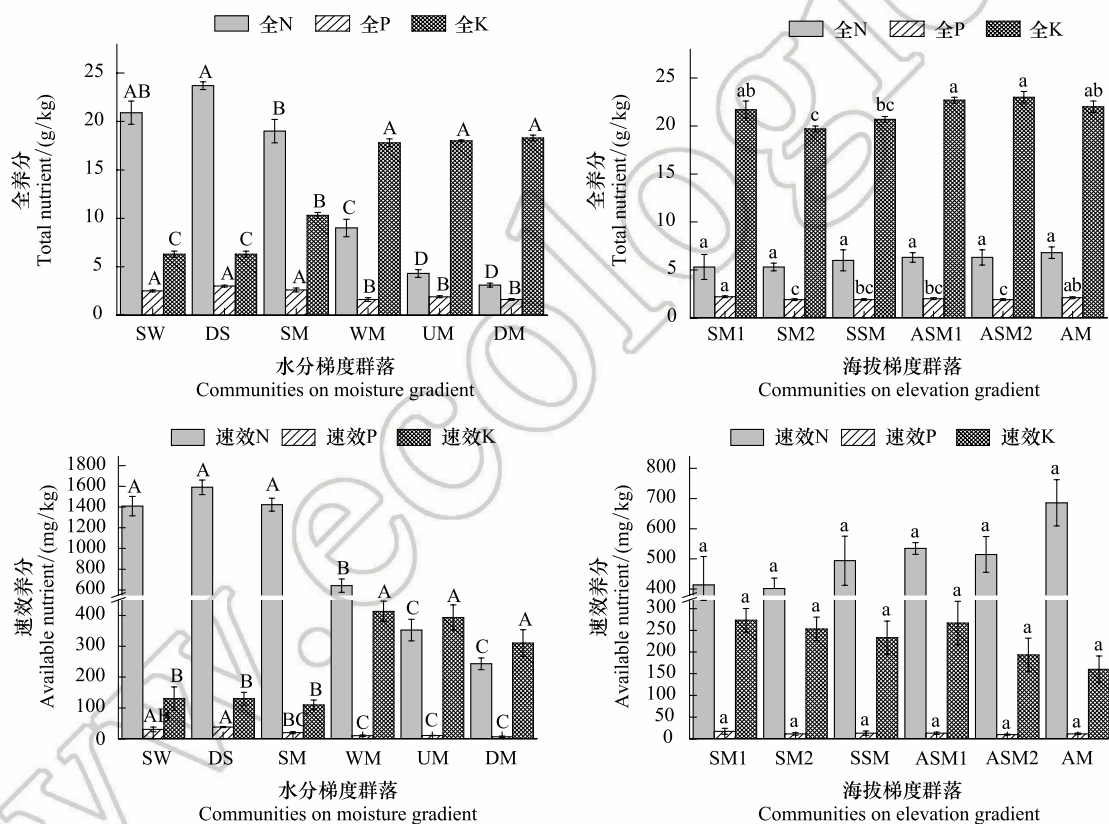 全N 全P 全K
25
20
15
10
5
0
全养分
Total nutrient/(g/kg)
AB A C
A A C
B A B
C B A
D B A
D B A
SW DS SM WM UM DM
水分梯度群落
Communities on moisture gradient
全N 全P 全K
25
20
15
10
5
0
全养分
Total nutrient/(g/kg)
a a ab
a c c
a bc bc
a bc a
a c a
a ab ab
SM1 SM2 SSM ASM1 ASM2 AM
海拔梯度群落
Communities on elevation gradient
速效N 速效P 速效K
1800
1600
1400
1200
1000
800
600
400
300
200
100
0
速效养分
Available nutrient/(mg/kg)
A AB B
A A B
A BC B
B C A
C C A
C C A
SW DS SM WM UM DM
水分梯度群落
Communities on moisture gradient
速效N 速效P 速效K
800
700
600
500
400
300
250
200
150
100
50
0
速效养分
Available nutrient/(mg/kg)
a a a
a a a
a a a
a a a
a a a
a a a
SM1 SM2 SSM ASM1 ASM2 AM
海拔梯度群落
Communities on elevation gradient